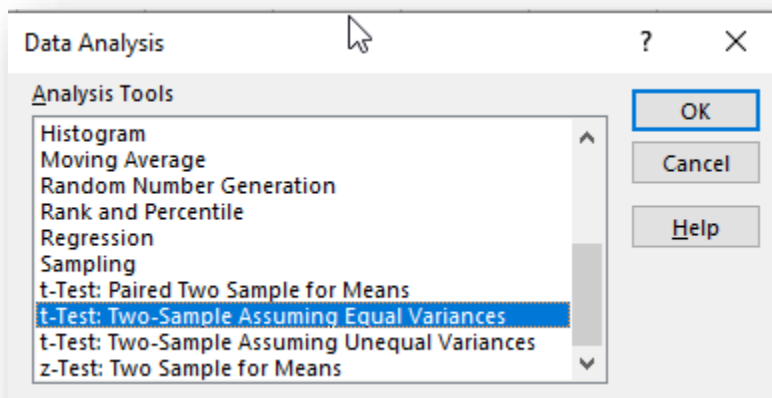 Data Analysis ? ×
Analysis Tools
Histogram
Moving Average
Random Number Generation
Rank and Percentile
Regression
Sampling
t-Test: Paired Two Sample for Means
t-Test: Two-Sample Assuming Equal Variances
t-Test: Two-Sample Assuming Unequal Variances
z-Test: Two Sample for Means
OK
Cancel
Help